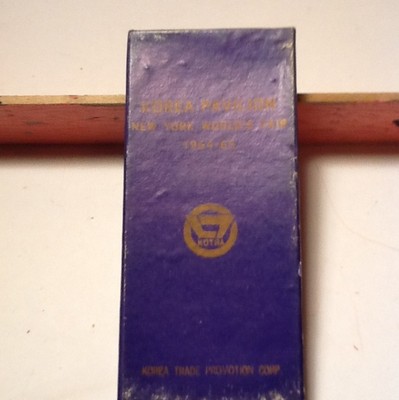 KOREA PAVILION
NEW YORK WORLD'S FAIR
1964-65
KOTRA
KOREA TRADE PROMOTION CORP.